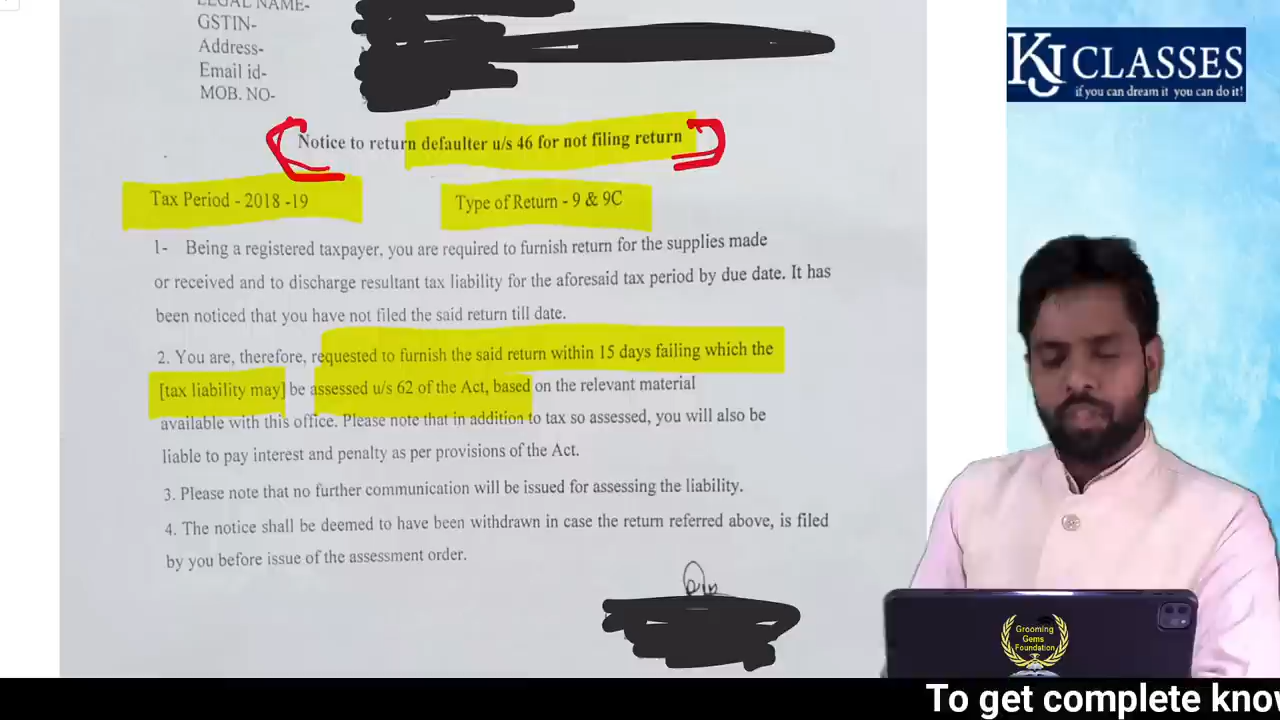 LEGAL NAME-
GSTIN-
Address-
Email id-
MOB. NO-
KJ CLASSES
if you can dream it you can do it!
Notice to return defaulter u/s 46 for not filing return
Tax Period - 2018 -19
Type of Return - 9 & 9C
1- Being a registered taxpayer, you are required to furnish return for the supplies made
or received and to discharge resultant tax liability for the aforesaid tax period by due date. It has
been noticed that you have not filed the said return till date.
2. You are, therefore, requested to furnish the said return within 15 days failing which the
[tax liability may] be assessed u/s 62 of the Act, based on the relevant material
available with this office. Please note that in addition to tax so assessed, you will also be
liable to pay interest and penalty as per provisions of the Act.
3. Please note that no further communication will be issued for assessing the liability.
4. The notice shall be deemed to have been withdrawn in case the return referred above, is filed
by you before issue of the assessment order.
Grooming
Gems
Foundation
To get complete know